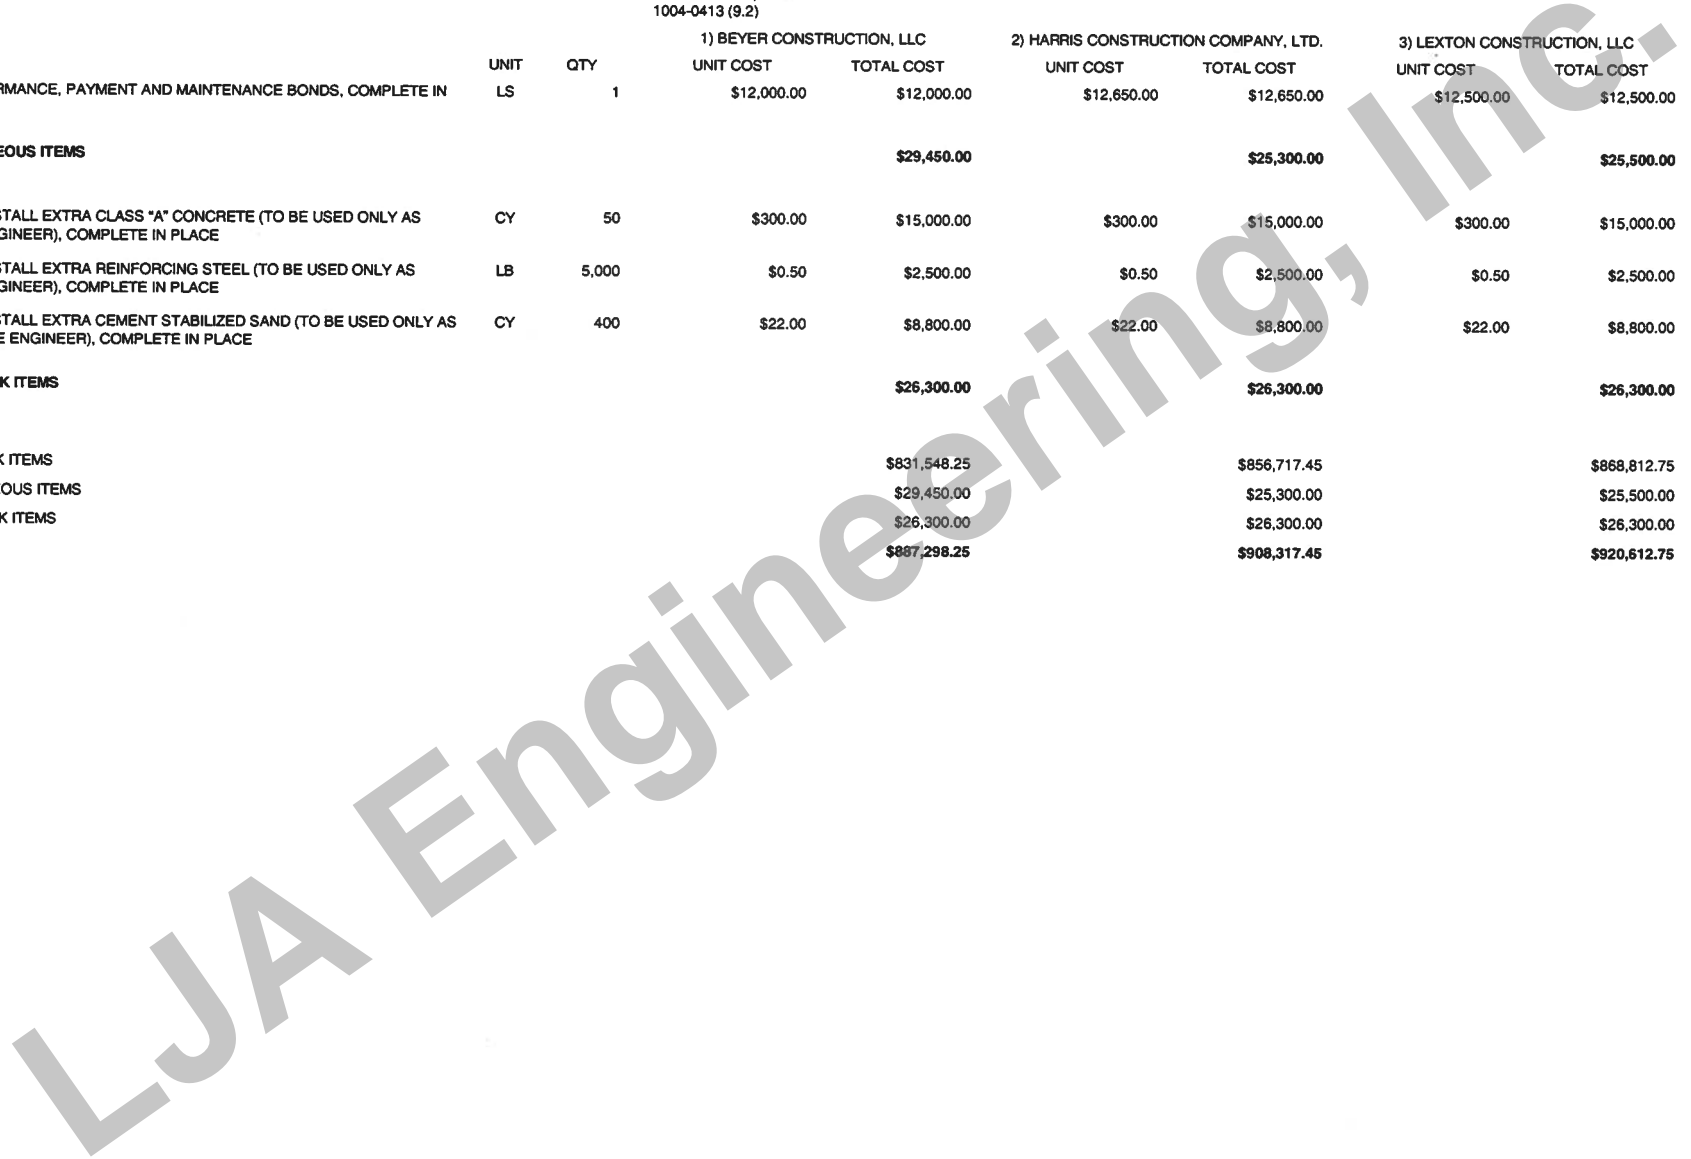 1004-0413 (9.2)
1) BEYER CONSTRUCTION, LLC 2) HARRIS CONSTRUCTION COMPANY, LTD. 3) LEXTON CONSTRUCTION, LLC
UNIT QTY UNIT COST TOTAL COST UNIT COST TOTAL COST UNIT COST TOTAL COST
RMANCE, PAYMENT AND MAINTENANCE BONDS, COMPLETE IN LS 1 $12,000.00 $12,000.00 $12,650.00 $12,650.00 $12,500.00 $12,500.00
EOUS ITEMS $29,450.00 $25,300.00 $25,500.00
STALL EXTRA CLASS "A" CONCRETE (TO BE USED ONLY AS CY 50 $300.00 $15,000.00 $300.00 $15,000.00 $300.00 $15,000.00
GINEER), COMPLETE IN PLACE
STALL EXTRA REINFORCING STEEL (TO BE USED ONLY AS LB 5,000 $0.50 $2,500.00 $0.50 $2,500.00 $0.50 $2,500.00
GINEER), COMPLETE IN PLACE
STALL EXTRA CEMENT STABILIZED SAND (TO BE USED ONLY AS CY 400 $22.00 $8,800.00 $22.00 $8,800.00 $22.00 $8,800.00
E ENGINEER), COMPLETE IN PLACE
K ITEMS $26,300.00 $26,300.00 $26,300.00
K ITEMS $831,548.25 $856,717.45 $868,812.75
EOUS ITEMS $29,450.00 $25,300.00 $25,500.00
K ITEMS $26,300.00 $26,300.00 $26,300.00
$887,298.25 $908,317.45 $920,612.75
LJA Engineering, Inc.